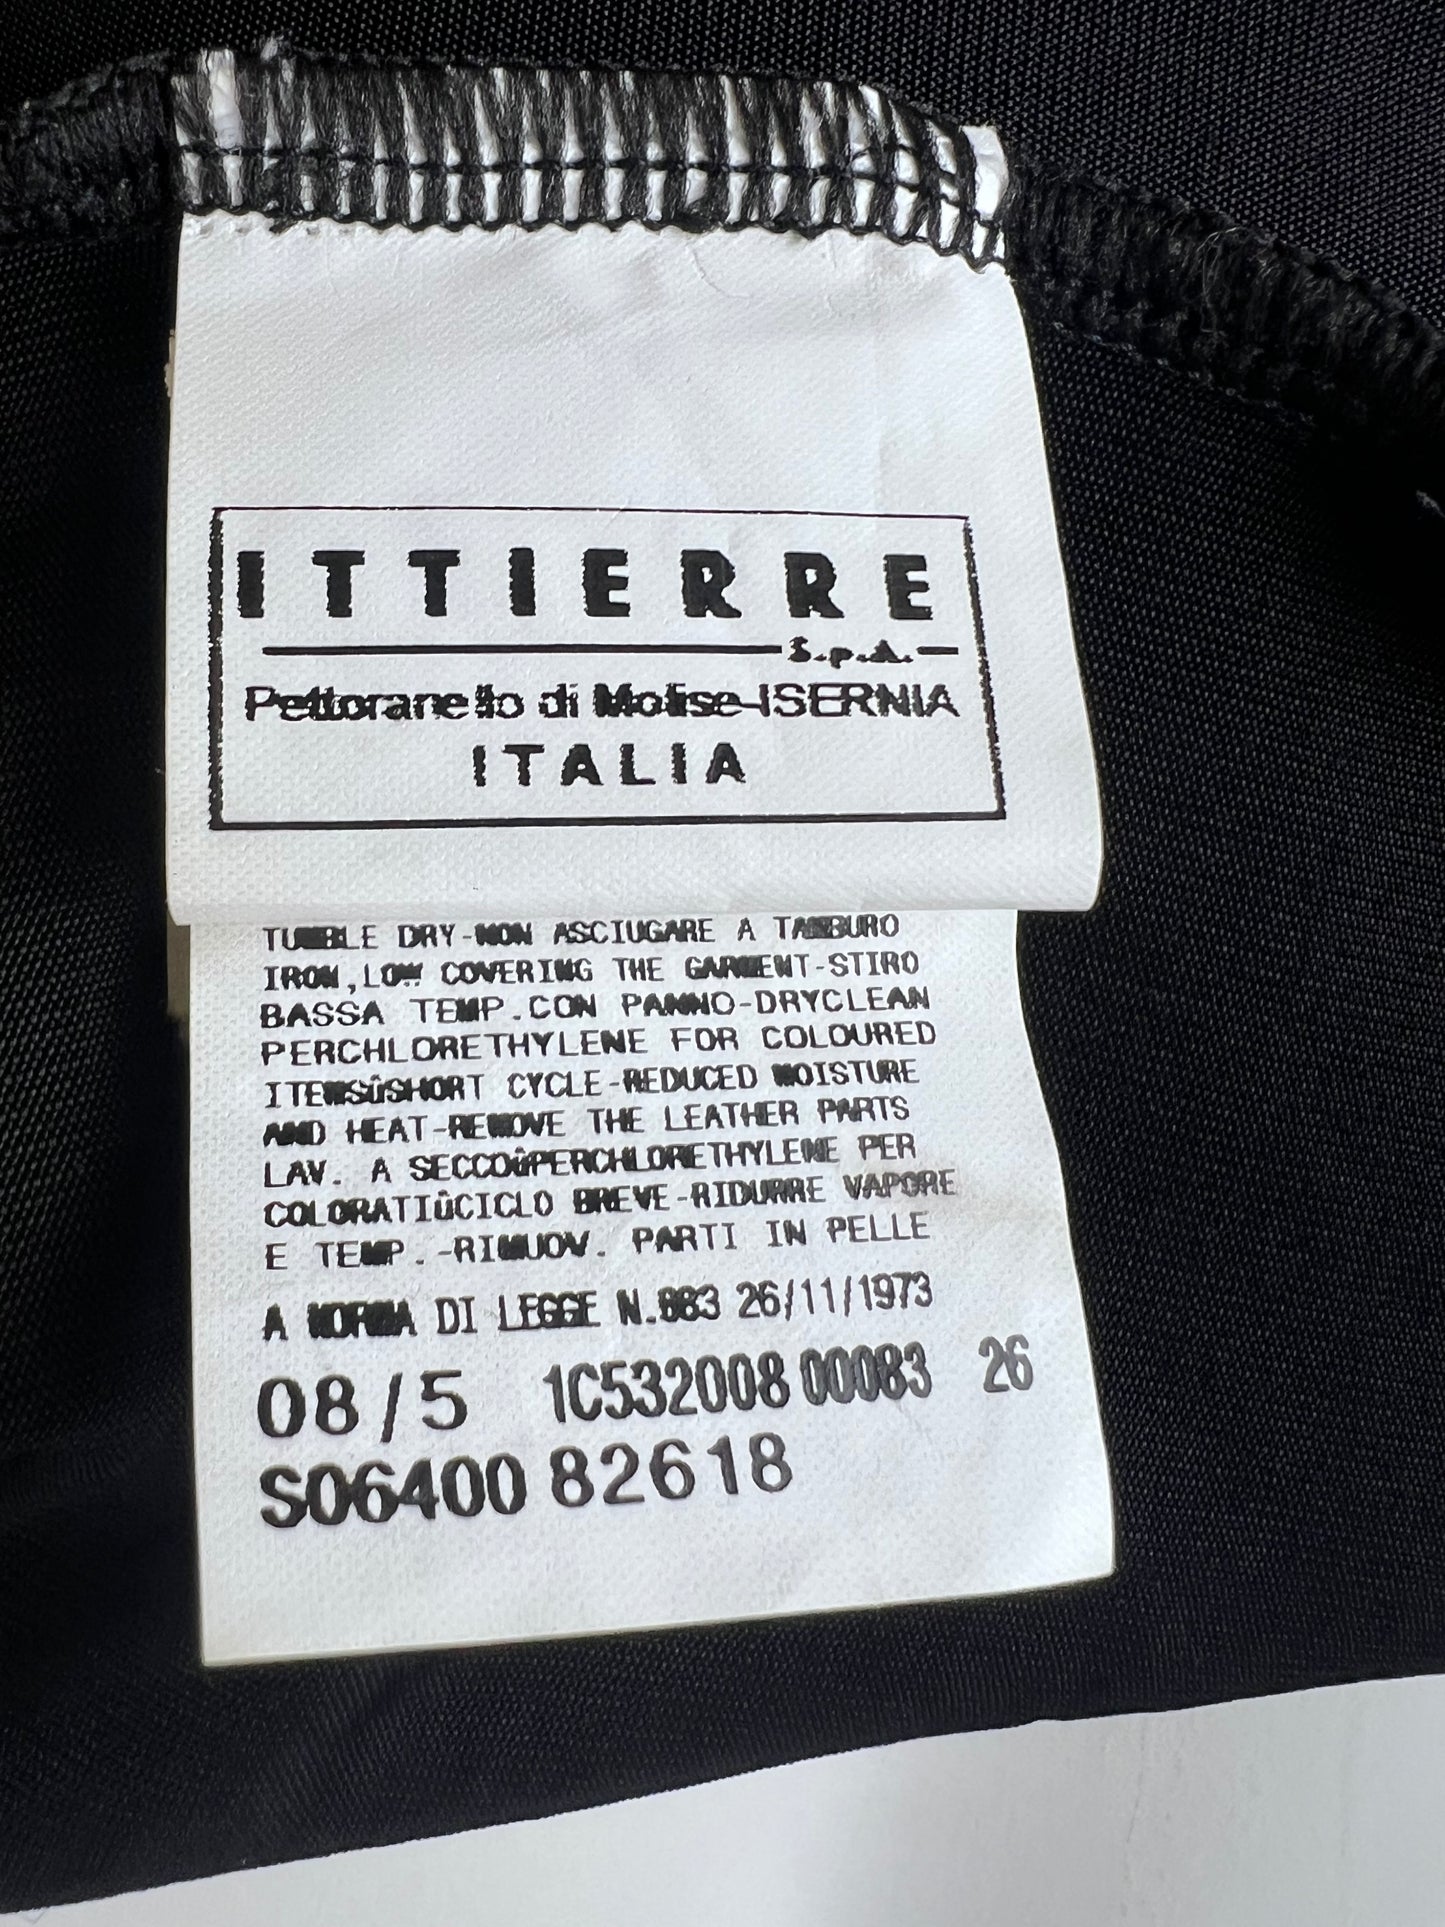 ITTIERRE
S.p.A.
Pettoranello di Molise-ISERNIA
ITALIA
TUMBLE DRY-NON ASCIUGARE A TAMBURO
IRON,LOW COVERING THE GARMENT-STIRO
BASSA TEMP.CON PANNO-DRYCLEAN
PERCHLORETHYLENE FOR COLOURED
ITEMSûSHORT CYCLE-REDUCED MOISTURE
AND HEAT-REMOVE THE LEATHER PARTS
LAV. A SECCOûPERCHLORETHYLENE PER
COLORATIûCICLO BREVE-RIDURRE VAPORE
E TEMP.-RIMUOV. PARTI IN PELLE
A NORMA DI LEGGE N.883 26/11/1973
08/5 1C532008 00083 26
S06400 82618